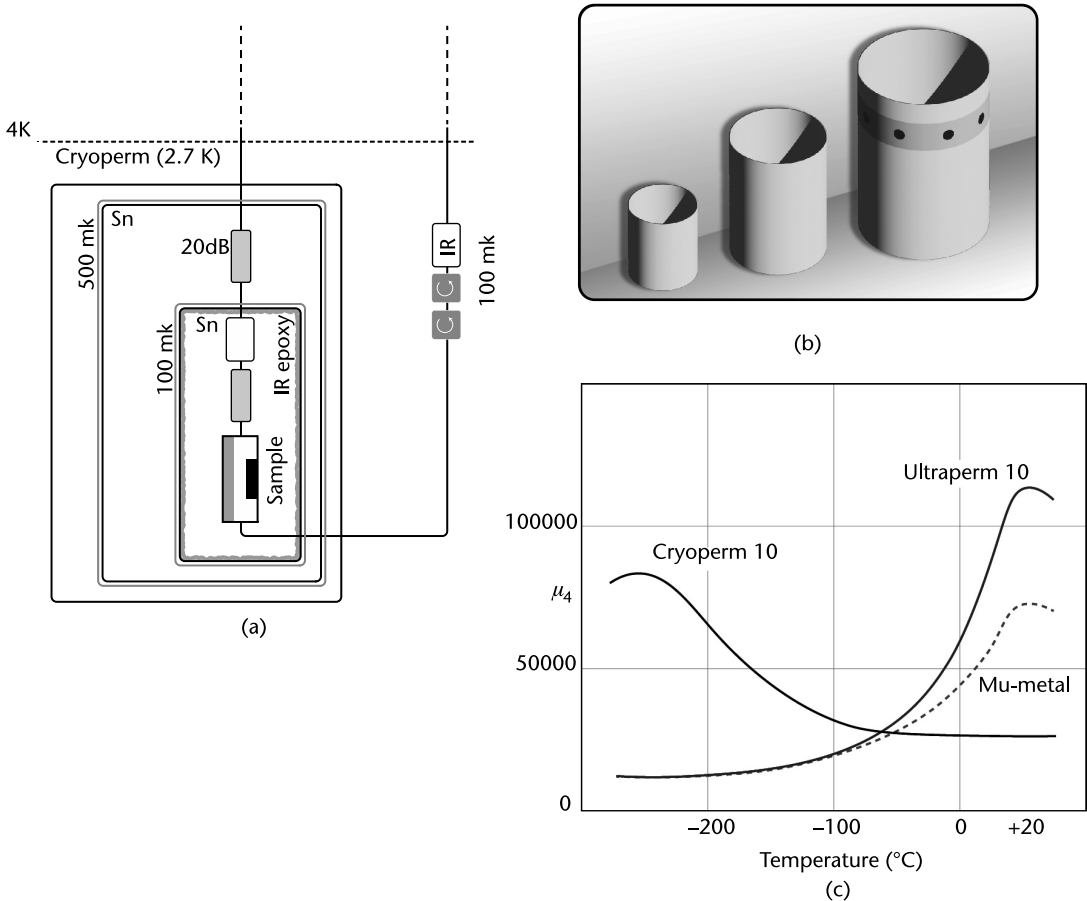 4K
Cryoperm (2.7 K)
Sn
500 mk
20dB
IR
100 mk
Sn
100 mk
IR epoxy
Sample
(a)
(b)
Ultraperm 10
100000
Cryoperm 10
μ4
50000
Mu-metal
0
–200
–100
0
+20
Temperature (°C)
(c)